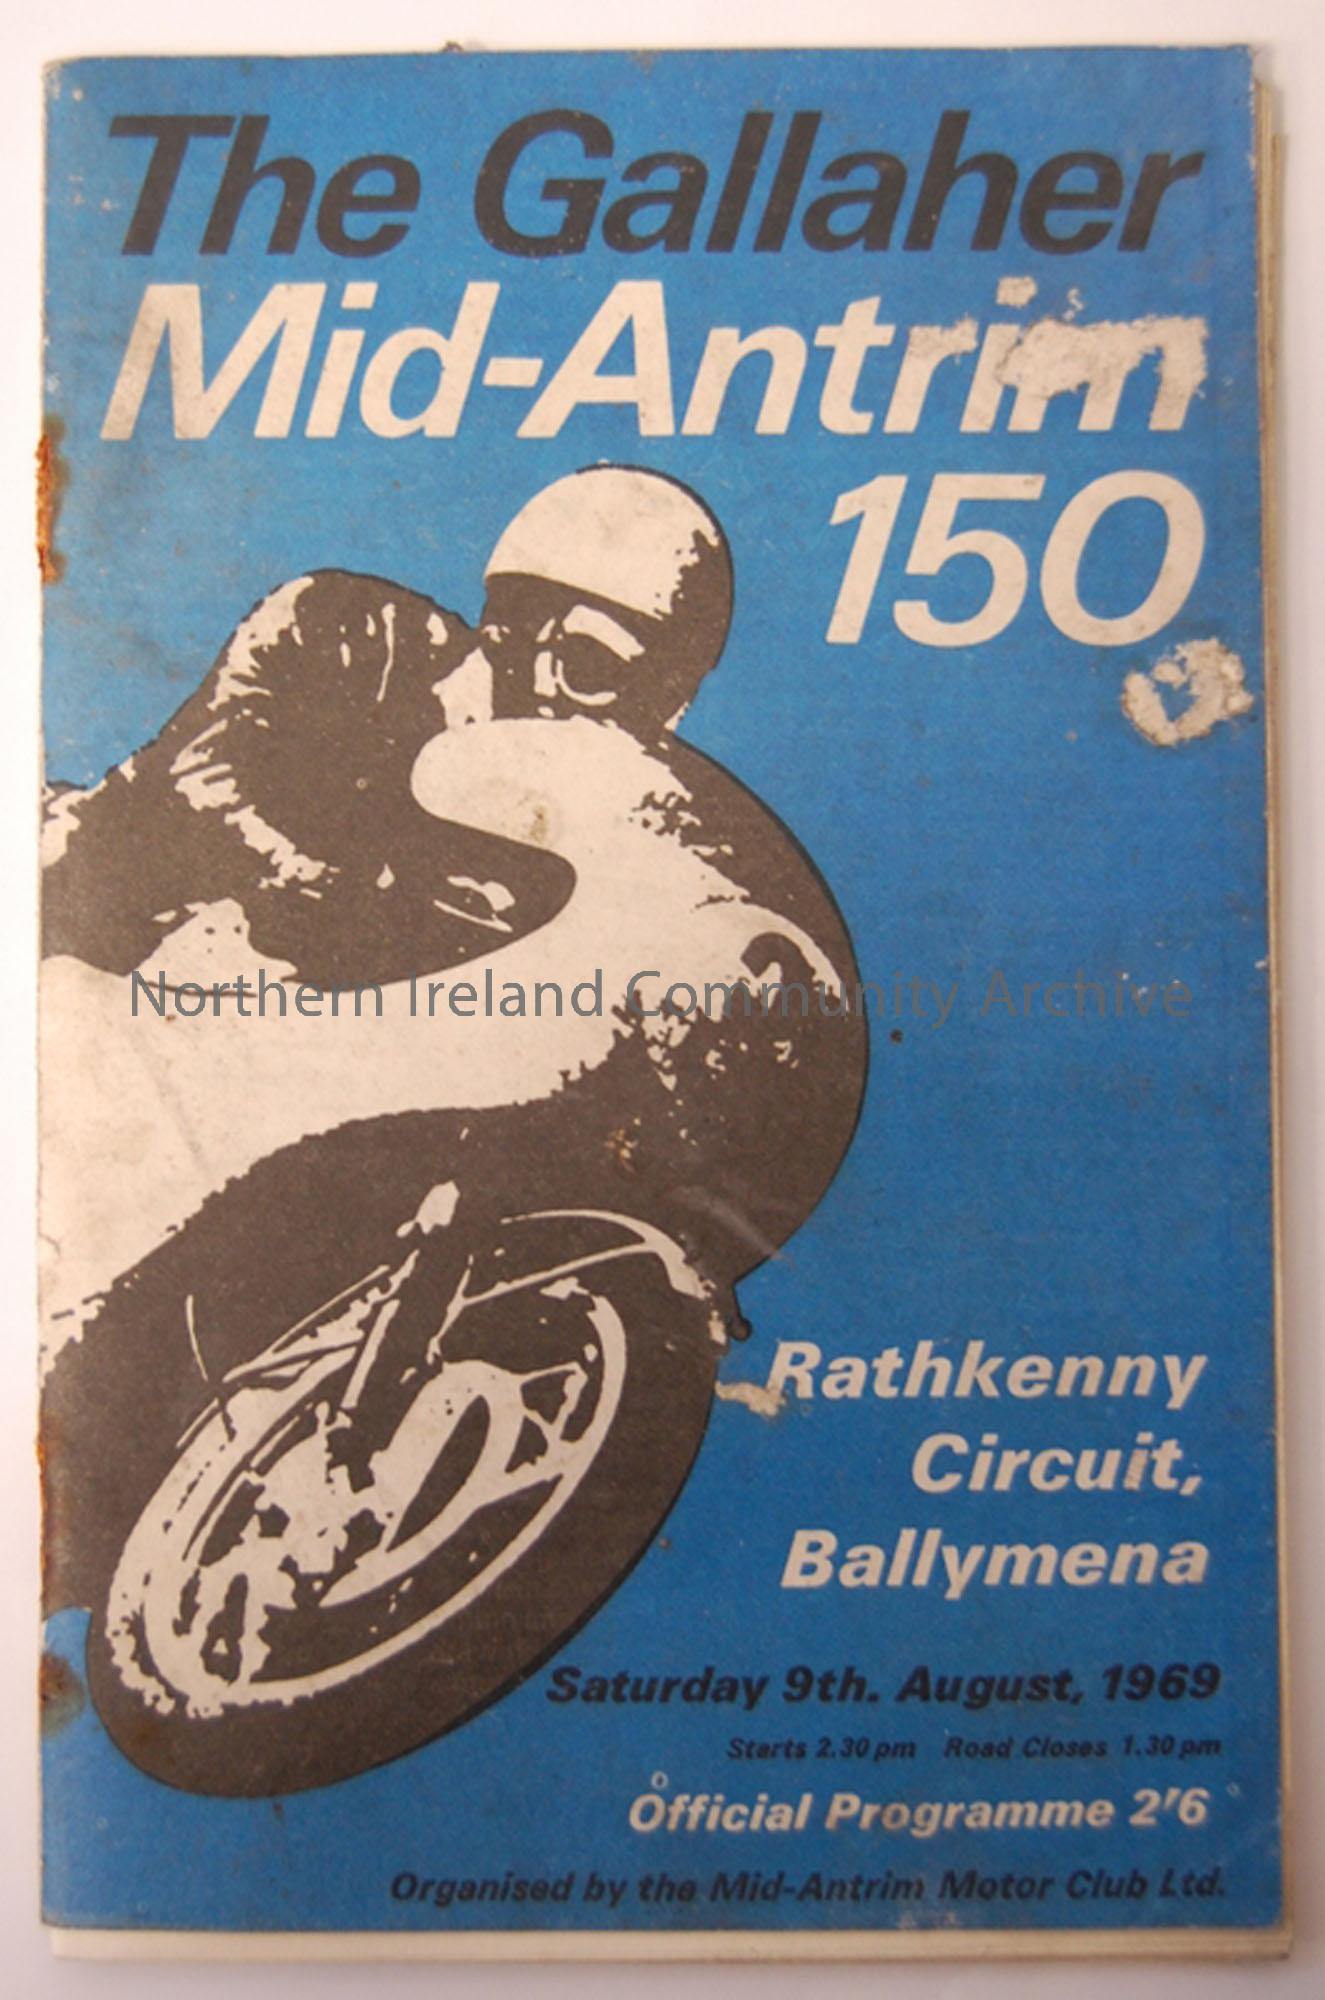 The Gallaher
Mid-Antrim
150
Northern Ireland Community Archive
Rathkenny
Circuit,
Ballymena
Saturday 9th. August, 1969
Starts 2.30 pm Road Closes 1.30 pm
Official Programme 2'6
Organised by the Mid-Antrim Motor Club Ltd.